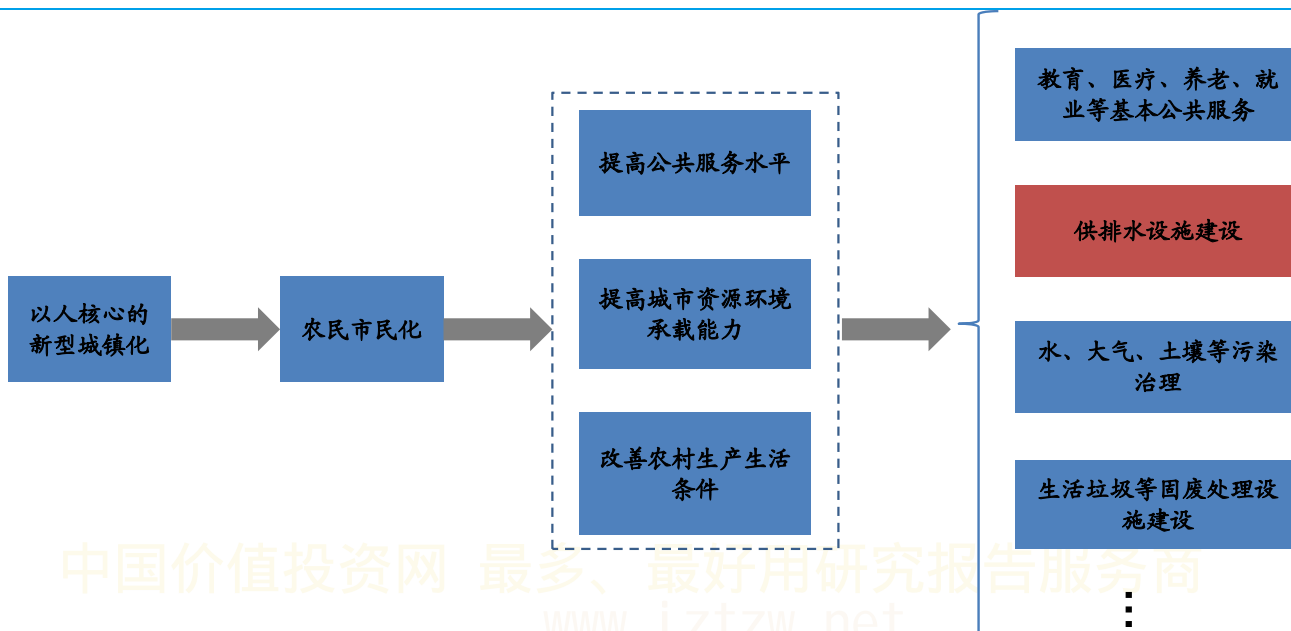 以人核心的
新型城镇化
农民市民化
提高公共服务水平
提高城市资源环境
承载能力
改善农村生产生活
条件
教育、医疗、养老、就
业等基本公共服务
供排水设施建设
水、大气、土壤等污染
治理
生活垃圾等固废处理设
施建设
中国价值投资网 最多、最好用研究报告服务商
www.jztzw.net